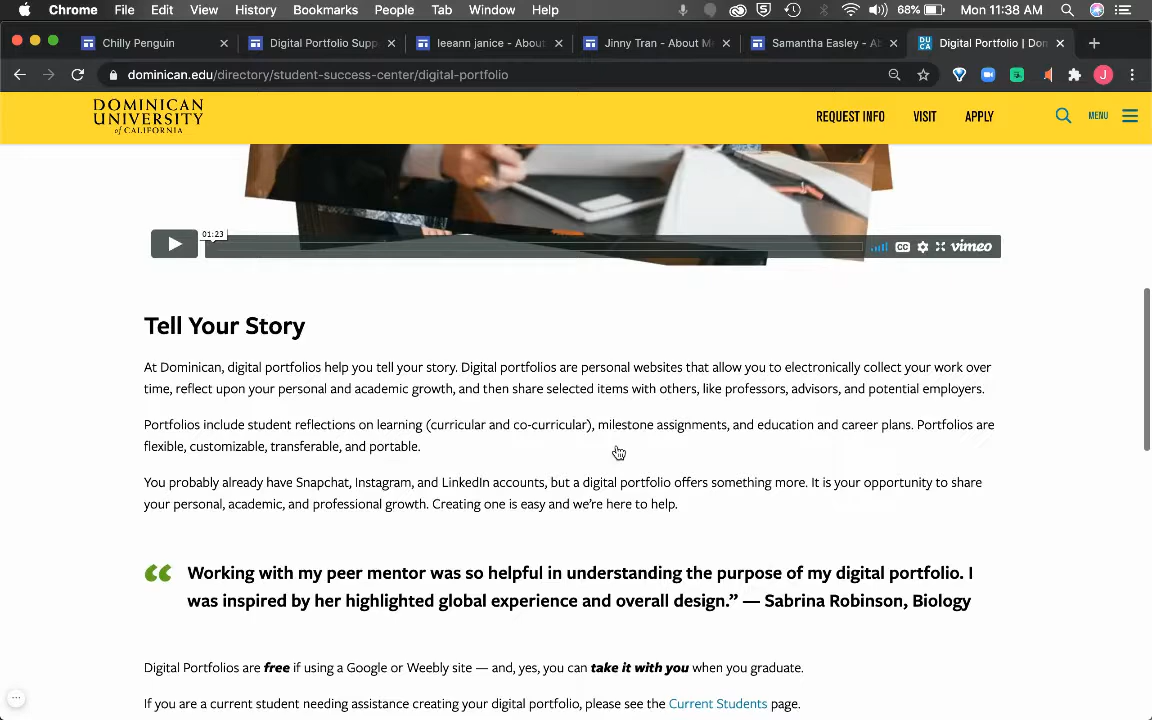 Chrome File Edit View History Bookmarks People Tab Window Help 68% Mon 11:38 AM
Chilly Penguin Digital Portfolio Supp leeann janice - About Jinny Tran - About M Samantha Easley - Ab Digital Portfolio | Don
dominican.edu/directory/student-success-center/digital-portfolio J
DOMINICAN
UNIVERSITY
of CALIFORNIA
REQUEST INFO VISIT APPLY MENU
01:23
CC vimeo
Tell Your Story
At Dominican, digital portfolios help you tell your story. Digital portfolios are personal websites that allow you to electronically collect your work over
time, reflect upon your personal and academic growth, and then share selected items with others, like professors, advisors, and potential employers.
Portfolios include student reflections on learning (curricular and co-curricular), milestone assignments, and education and career plans. Portfolios are
flexible, customizable, transferable, and portable.
You probably already have Snapchat, Instagram, and LinkedIn accounts, but a digital portfolio offers something more. It is your opportunity to share
your personal, academic, and professional growth. Creating one is easy and we're here to help.
“ Working with my peer mentor was so helpful in understanding the purpose of my digital portfolio. I
was inspired by her highlighted global experience and overall design.” — Sabrina Robinson, Biology
Digital Portfolios are free if using a Google or Weebly site — and, yes, you can take it with you when you graduate.
If you are a current student needing assistance creating your digital portfolio, please see the Current Students page.